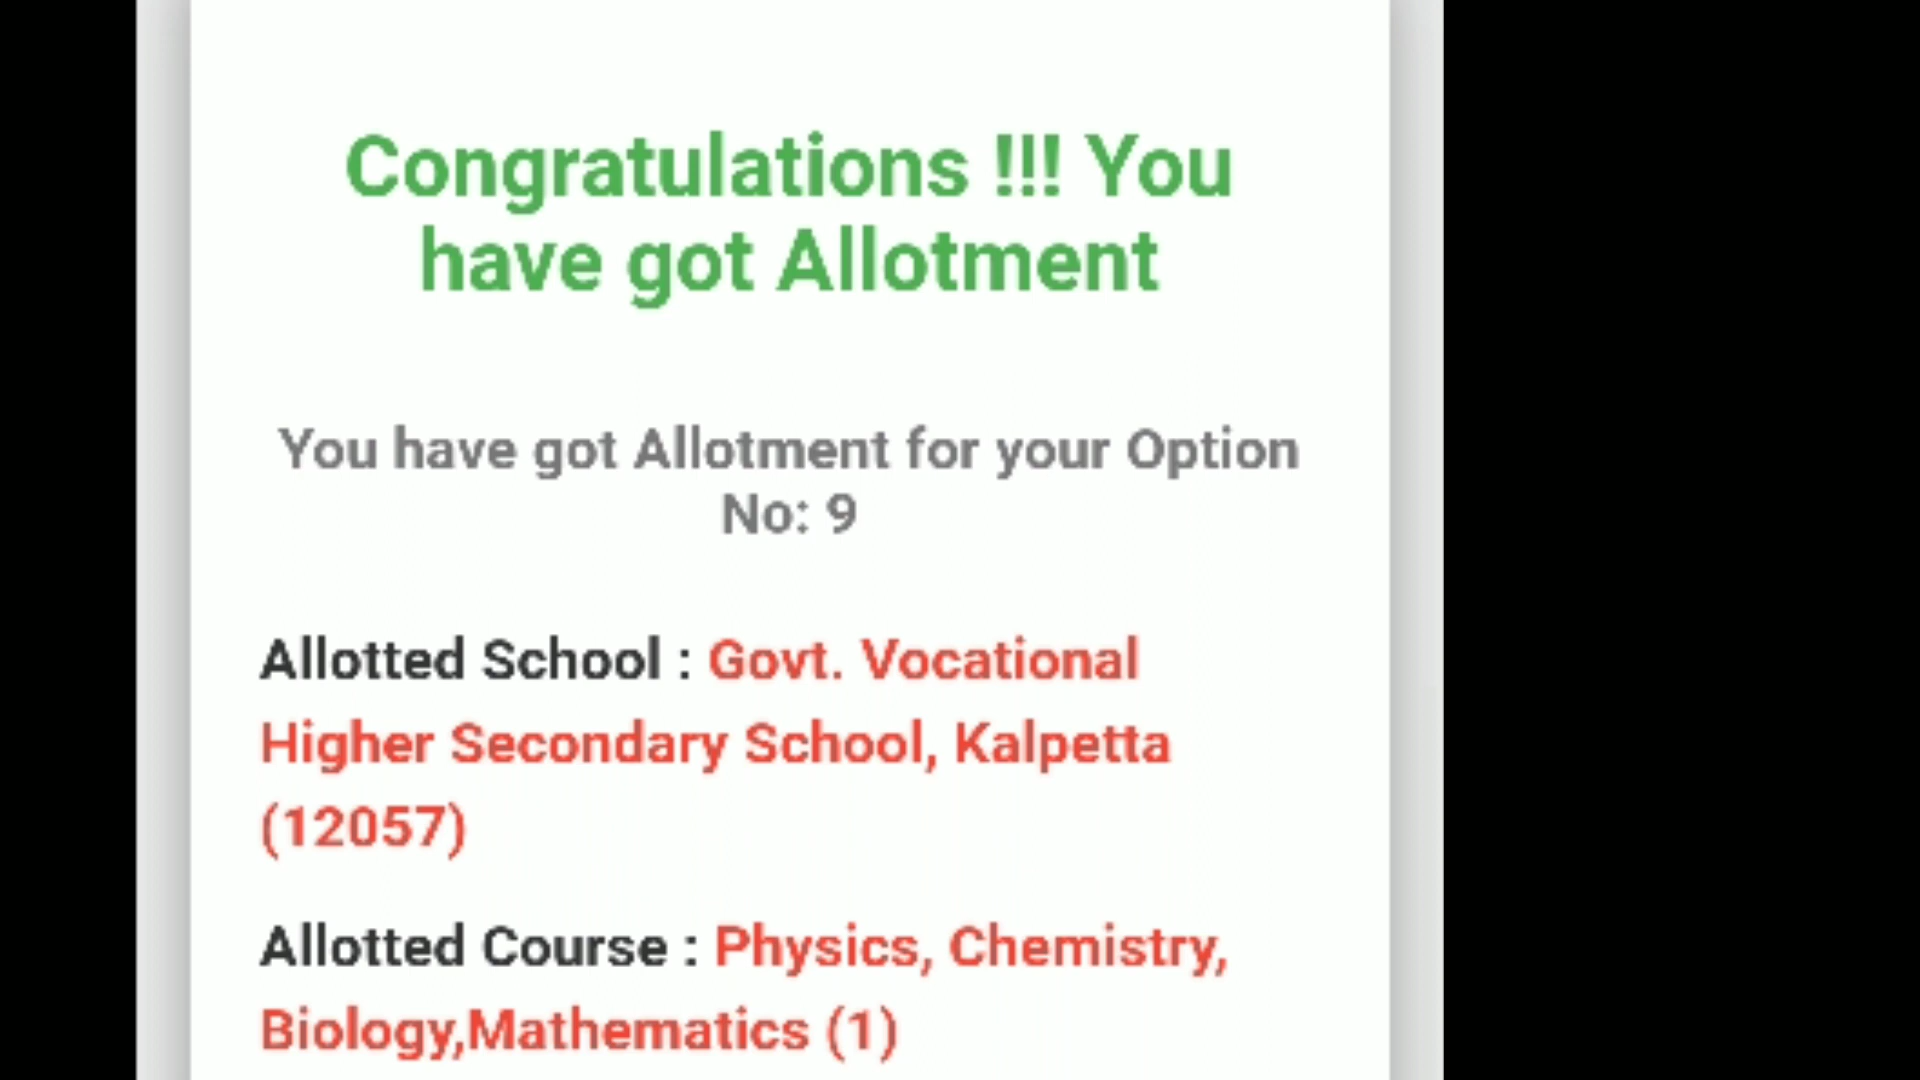 Congratulations !!! You
have got Allotment
You have got Allotment for your Option
No: 9
Allotted School : Govt. Vocational
Higher Secondary School, Kalpetta
(12057)
Allotted Course : Physics, Chemistry,
Biology,Mathematics (1)